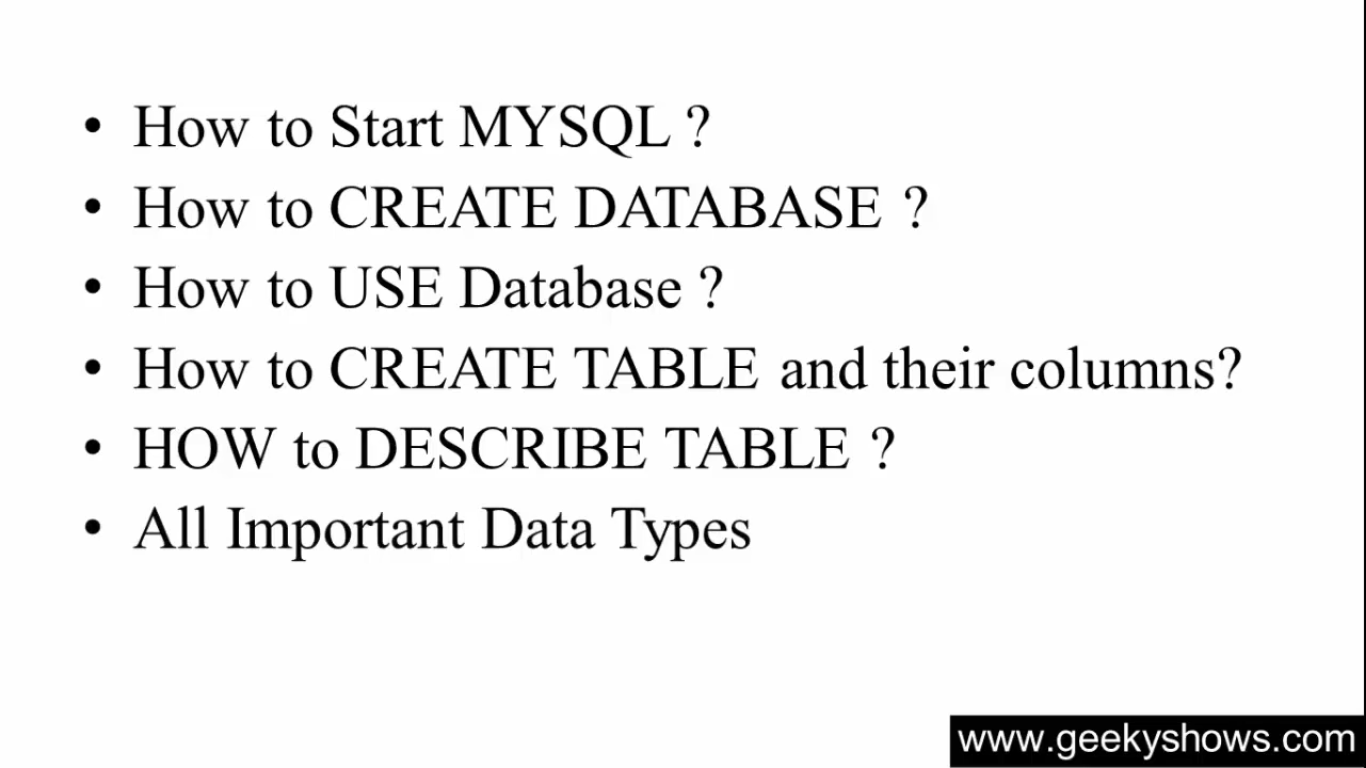 • How to Start MYSQL ?
• How to CREATE DATABASE ?
• How to USE Database ?
• How to CREATE TABLE and their columns?
• HOW to DESCRIBE TABLE ?
• All Important Data Types
www.geekyshows.com